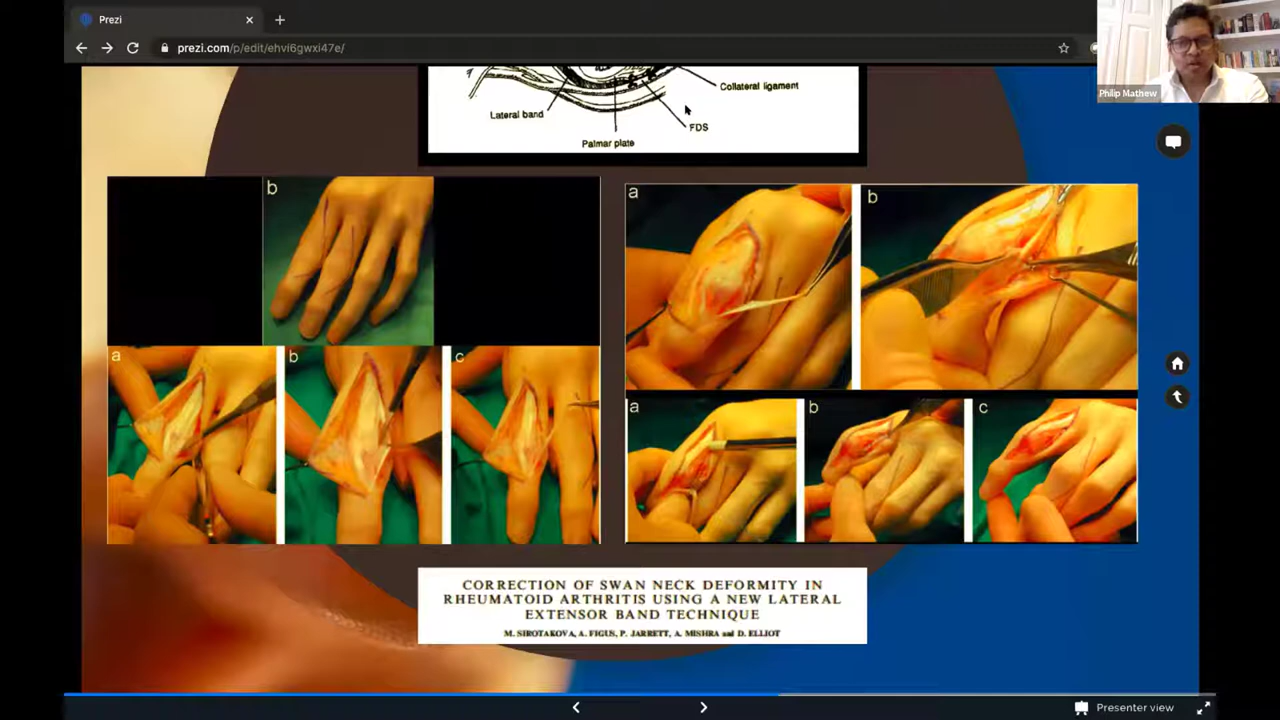 Prezi
prezi.com/p/edit/ehvi6gwxi47e/
Philip Mathew
Collateral ligament
Lateral band
FDS
Palmar plate
b
a
b
a
b
c
a
b
c
CORRECTION OF SWAN NECK DEFORMITY IN
RHEUMATOID ARTHRITIS USING A NEW LATERAL
EXTENSOR BAND TECHNIQUE
M. SIROTAKOVA, A. FIGUS, P. JARRETT, A. MISHRA and D. ELLIOT
Presenter view